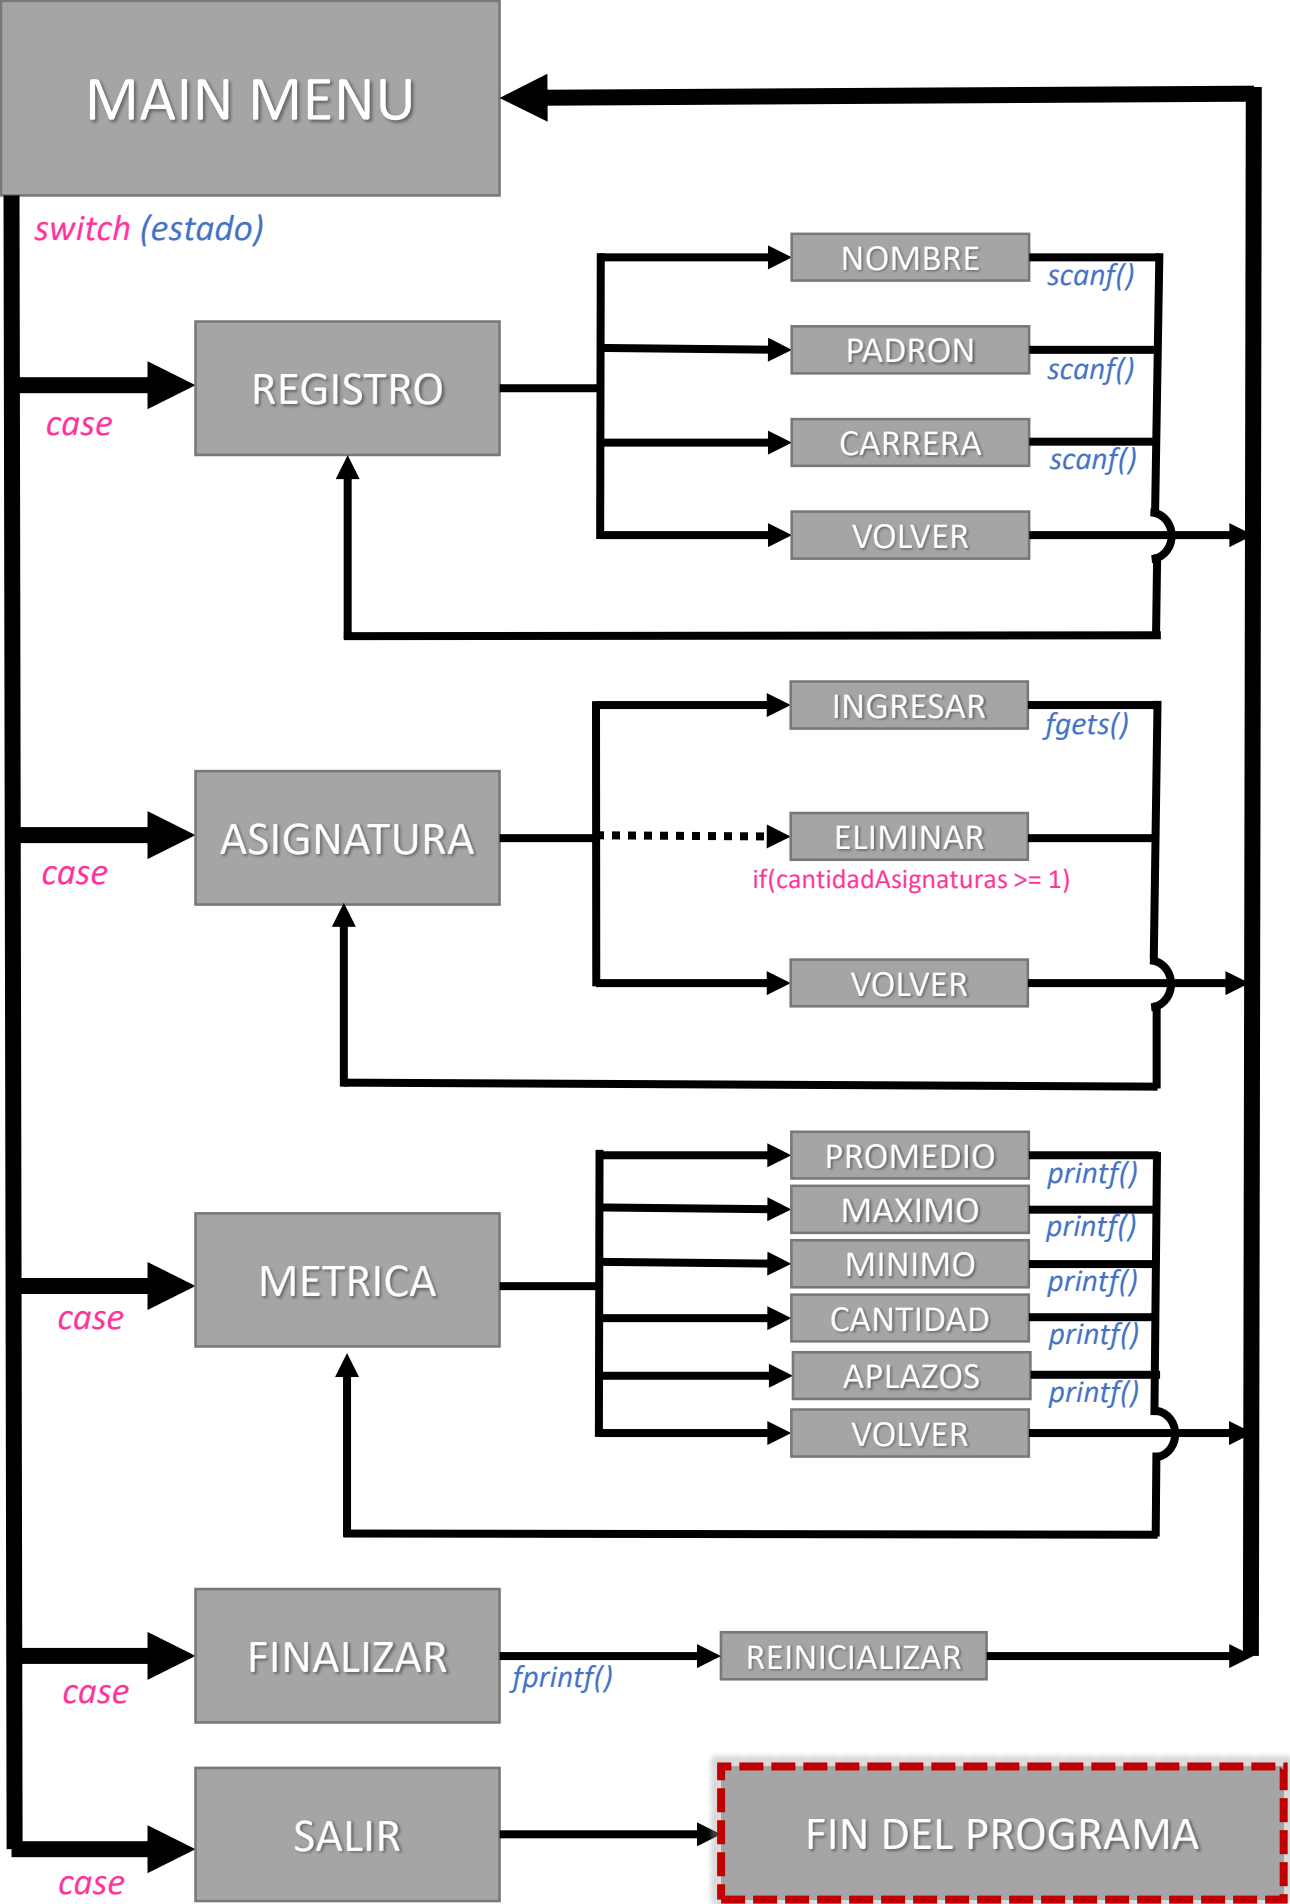 MAIN MENU
switch (estado)
NOMBRE
scanf()
PADRON
scanf()
REGISTRO
case
CARRERA
scanf()
VOLVER
INGRESAR
fgets()
ASIGNATURA
case
ELIMINAR
if(cantidadAsignaturas >= 1)
VOLVER
PROMEDIO
printf()
MAXIMO
printf()
METRICA
case
MINIMO
printf()
CANTIDAD
printf()
APLAZOS
printf()
VOLVER
FINALIZAR
case
fprintf()
REINICIALIZAR
SALIR
case
FIN DEL PROGRAMA